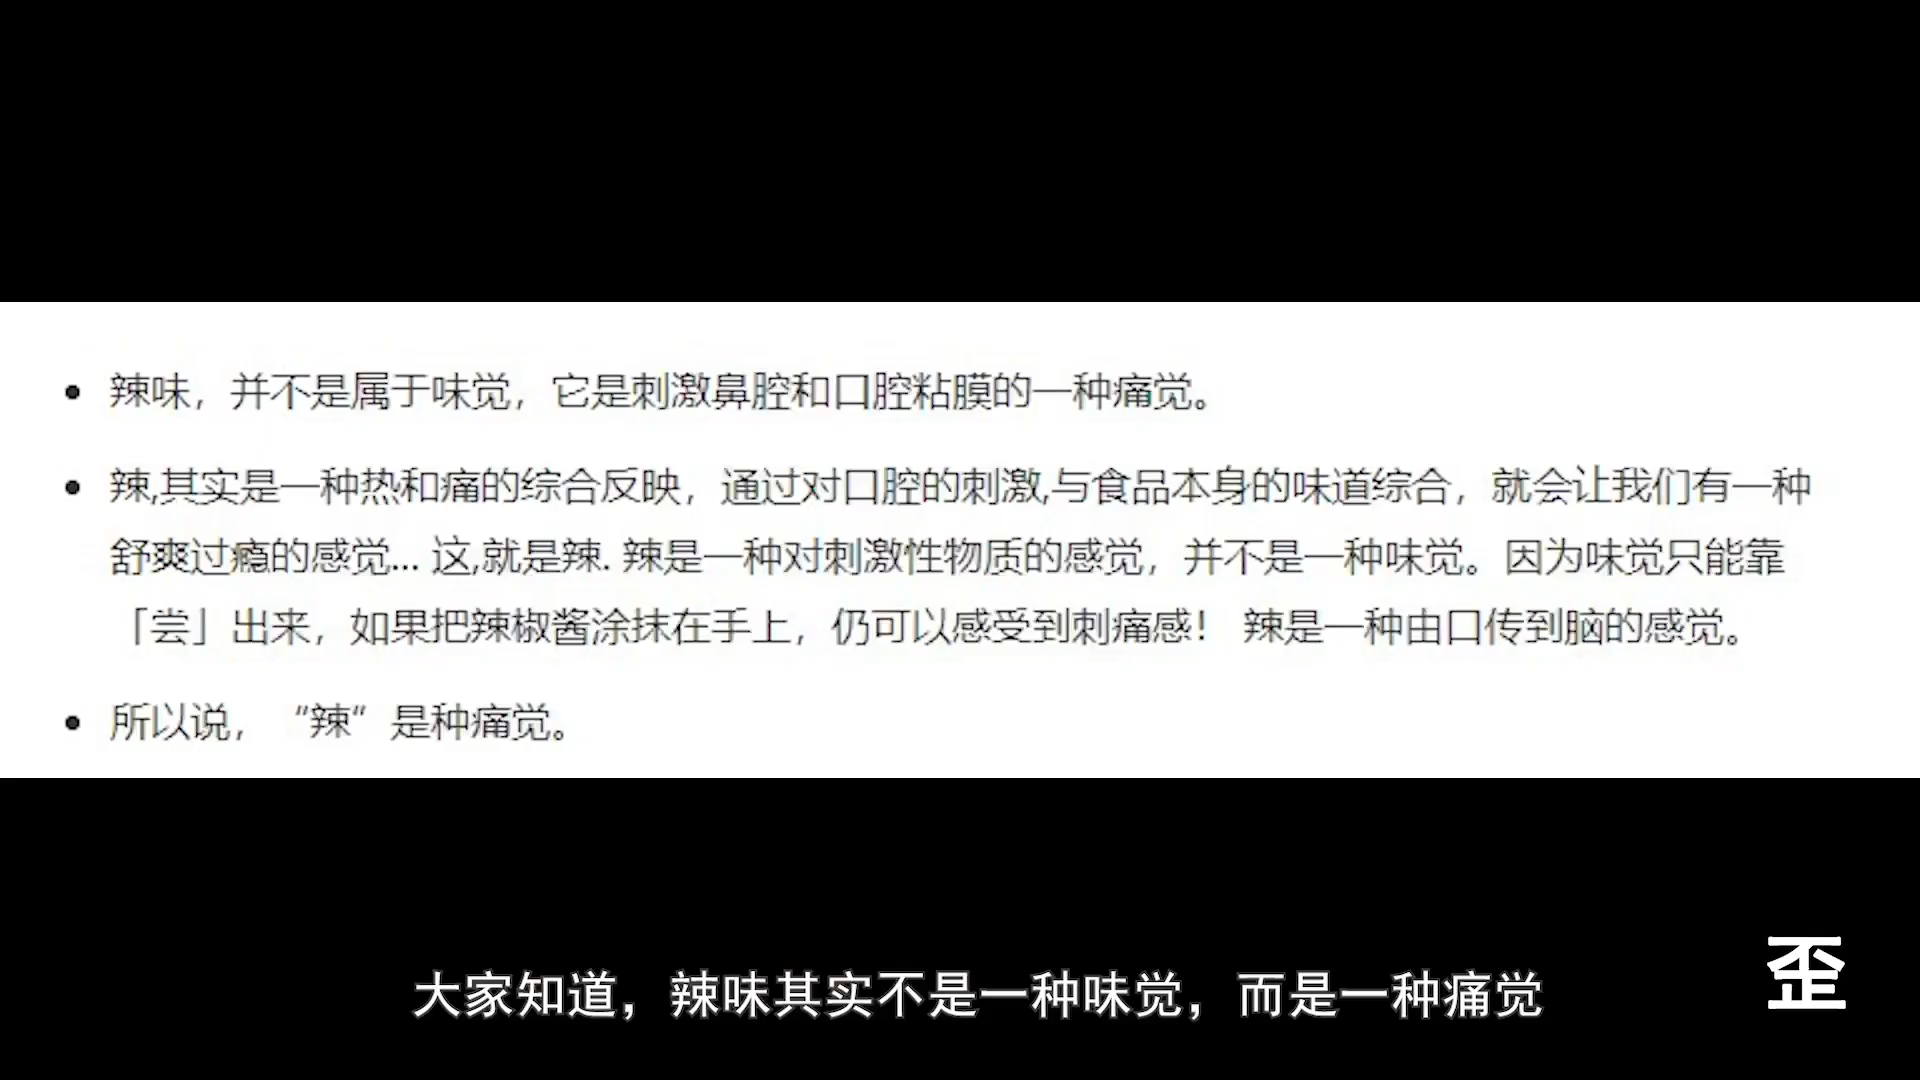 辣味，并不是属于味觉，它是刺激鼻腔和口腔粘膜的一种痛觉。
辣,其实是一种热和痛的综合反映，通过对口腔的刺激,与食品本身的味道综合，就会让我们有一种
舒爽过瘾的感觉... 这,就是辣. 辣是一种对刺激性物质的感觉，并不是一种味觉。因为味觉只能靠
「尝」出来，如果把辣椒酱涂抹在手上，仍可以感受到刺痛感！ 辣是一种由口传到脑的感觉。
所以说，“辣”是种痛觉。
大家知道，辣味其实不是一种味觉，而是一种痛觉
歪